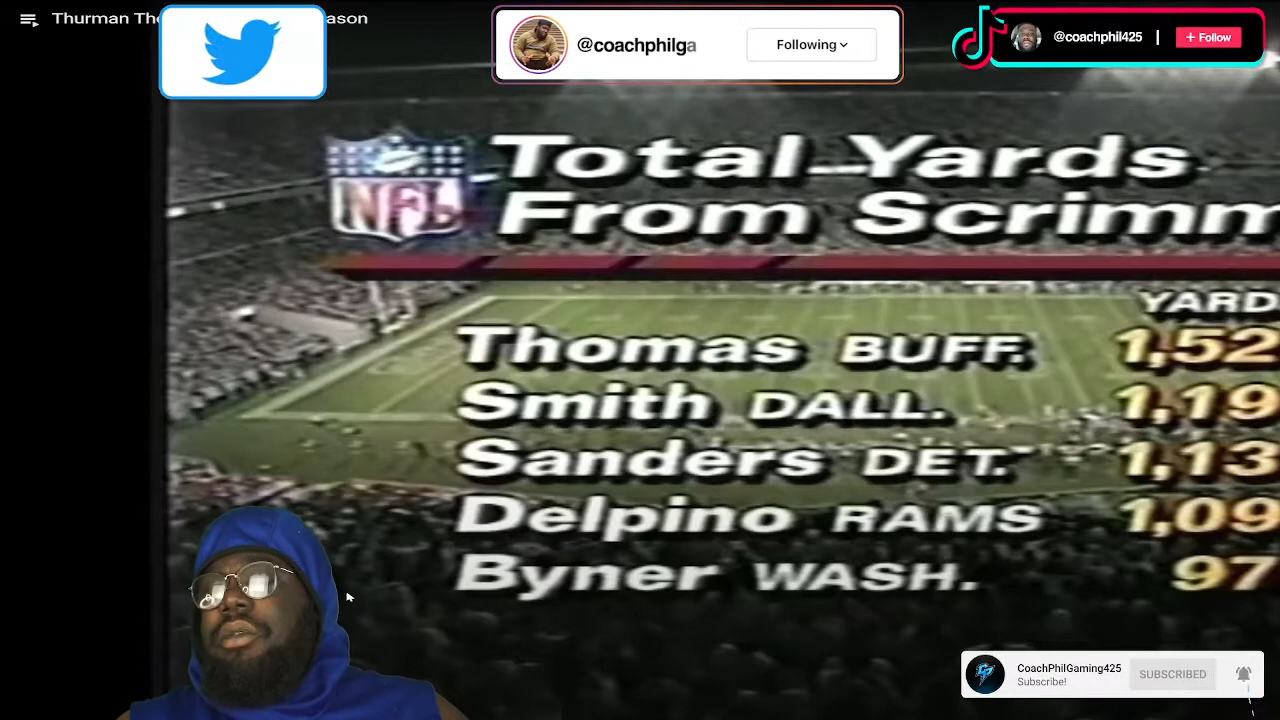 Thurman Tho
ason
@coachphilga
Following
@coachphil425 | + Follow
NFL
Total Yards
From Scrimm
YARD
Thomas BUFF. 1,52
Smith DALL. 1,19
Sanders DET. 1,13
Delpino RAMS 1,09
Byner WASH. 97
CoachPhilGaming425
Subscribe!
SUBSCRIBED